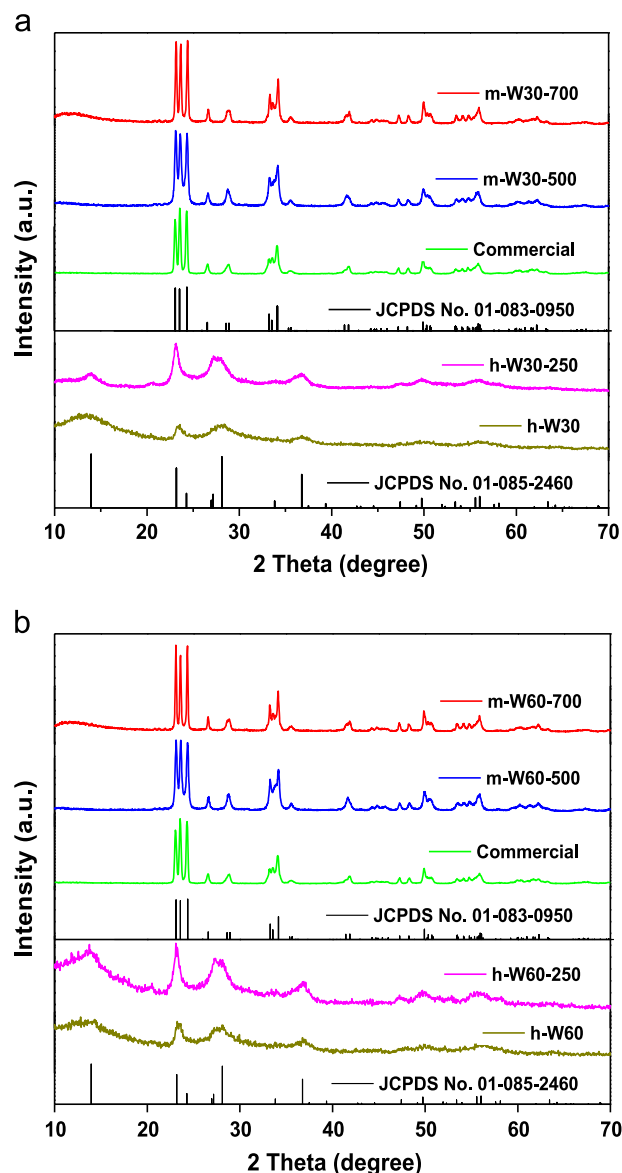 a
m-W30-700
m-W30-500
Commercial
JCPDS No. 01-083-0950
h-W30-250
h-W30
JCPDS No. 01-085-2460
Intensity (a.u.)
10 20 30 40 50 60 70
2 Theta (degree)
b
m-W60-700
m-W60-500
Commercial
JCPDS No. 01-083-0950
h-W60-250
h-W60
JCPDS No. 01-085-2460
Intensity (a.u.)
10 20 30 40 50 60 70
2 Theta (degree)